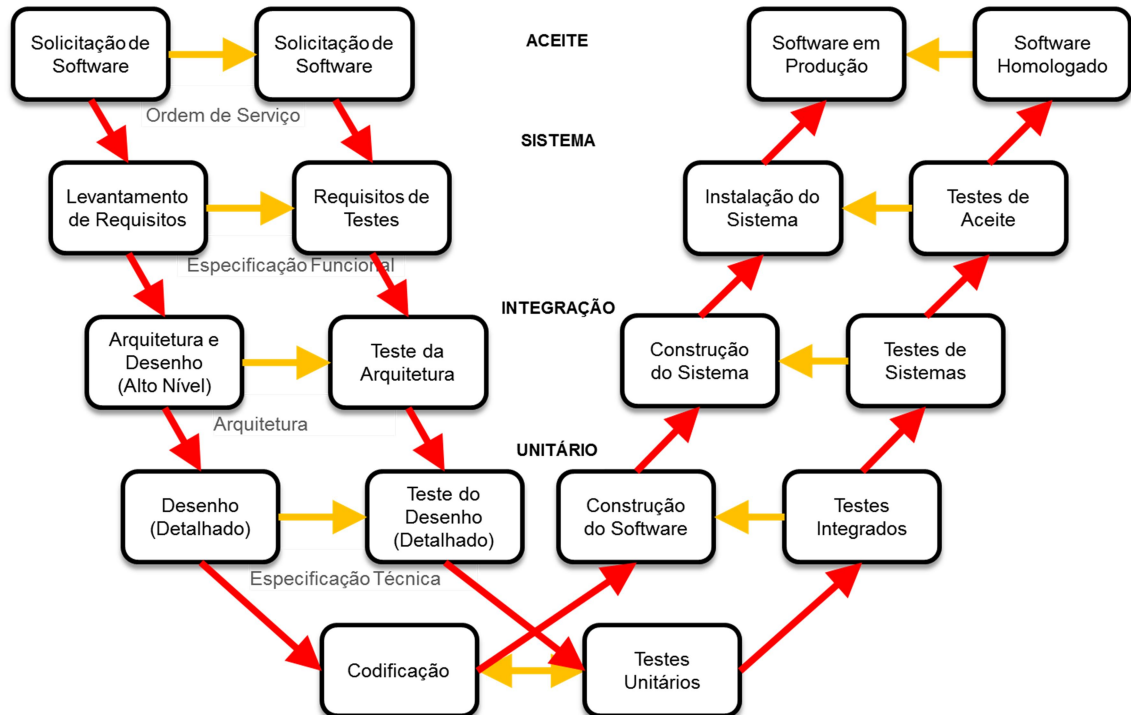 Solicitação de
Software
Solicitação de
Software
ACEITE
Software em
Produção
Software
Homologado
Ordem de Serviço
SISTEMA
Levantamento
de Requisitos
Requisitos de
Testes
Instalação do
Sistema
Testes de
Aceite
Especificação Funcional
INTEGRAÇÃO
Arquitetura e
Desenho
(Alto Nível)
Teste da
Arquitetura
Construção
do Sistema
Testes de
Sistemas
Arquitetura
UNITÁRIO
Desenho
(Detalhado)
Teste do
Desenho
(Detalhado)
Construção
do Software
Testes
Integrados
Especificação Técnica
Codificação
Testes
Unitários